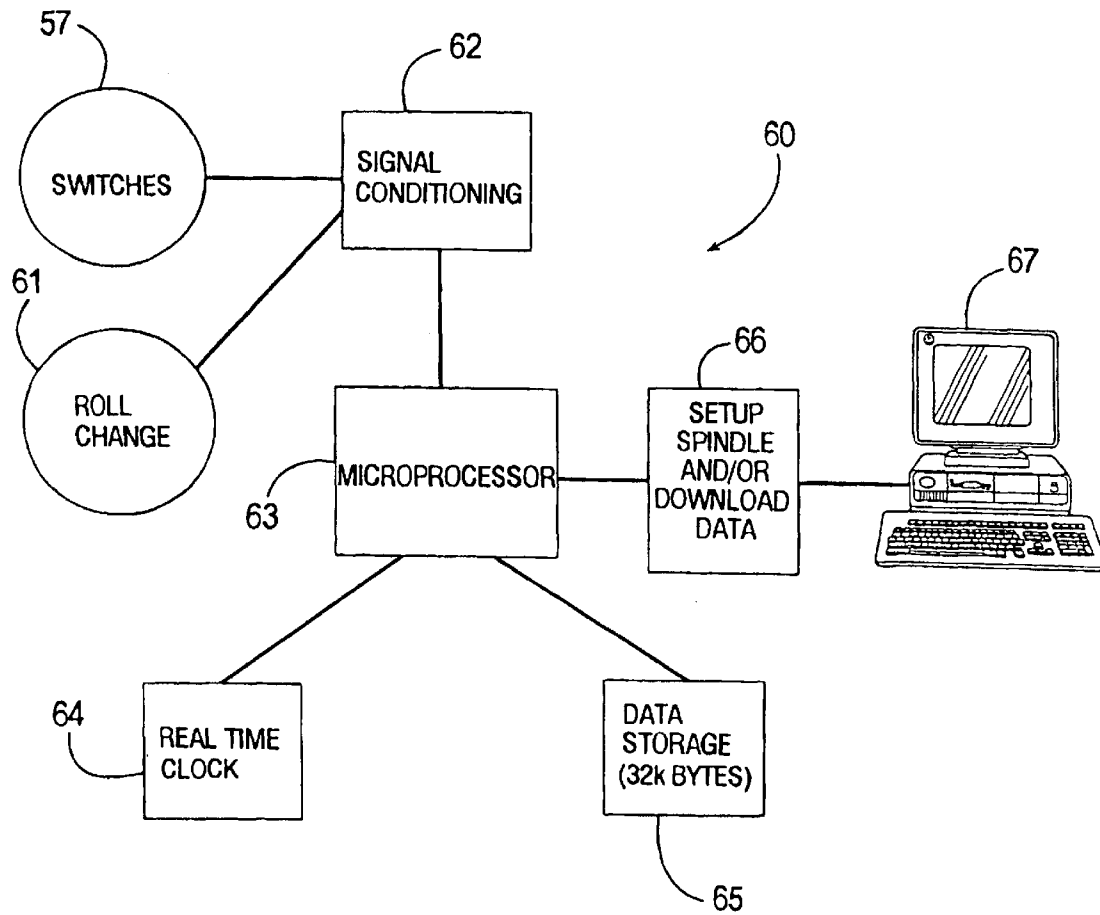 57
SWITCHES
62
SIGNAL
CONDITIONING
60
61
ROLL
CHANGE
67
66
SETUP
SPINDLE
AND/OR
DOWNLOAD
DATA
MICROPROCESSOR
63
64
REAL TIME
CLOCK
DATA
STORAGE
(32k BYTES)
65